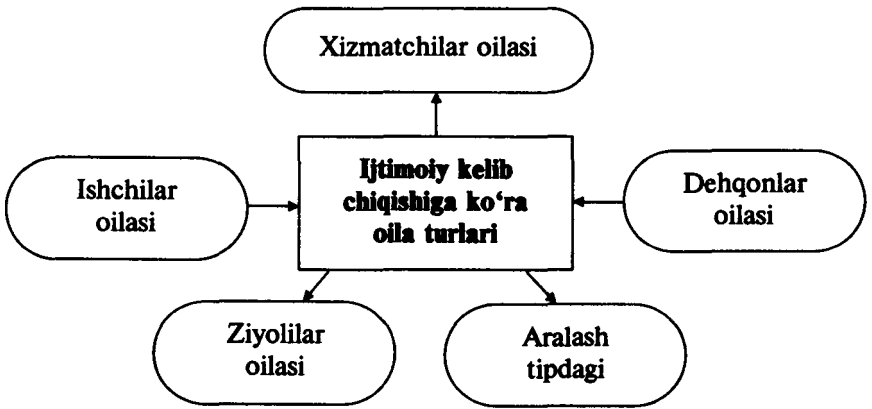 Xizmatchilar oilasi
Ijtimoiy kelib
chiqishiga ko‘ra
oila turlari
Ishchilar
oilasi
Dehqonlar
oilasi
Ziyolilar
oilasi
Aralash
tipdagi